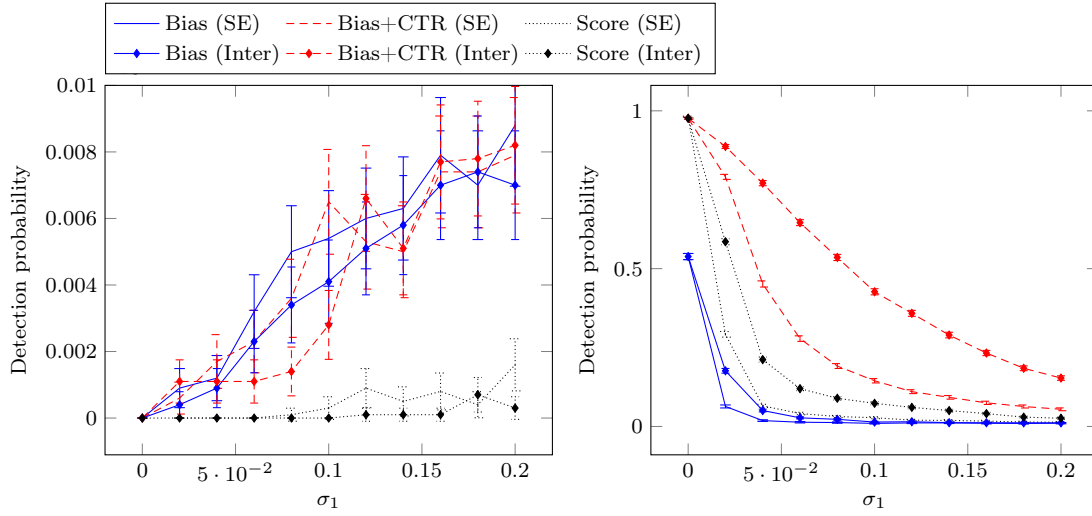 Bias (SE) Bias+CTR (SE) Score (SE)
Bias (Inter) Bias+CTR (Inter) Score (Inter)
0.01
0.008
0.006
0.004
0.002
0
Detection probability
0 5 · 10⁻² 0.1 0.15 0.2
σ₁
1
0.5
0
Detection probability
0 5 · 10⁻² 0.1 0.15 0.2
σ₁